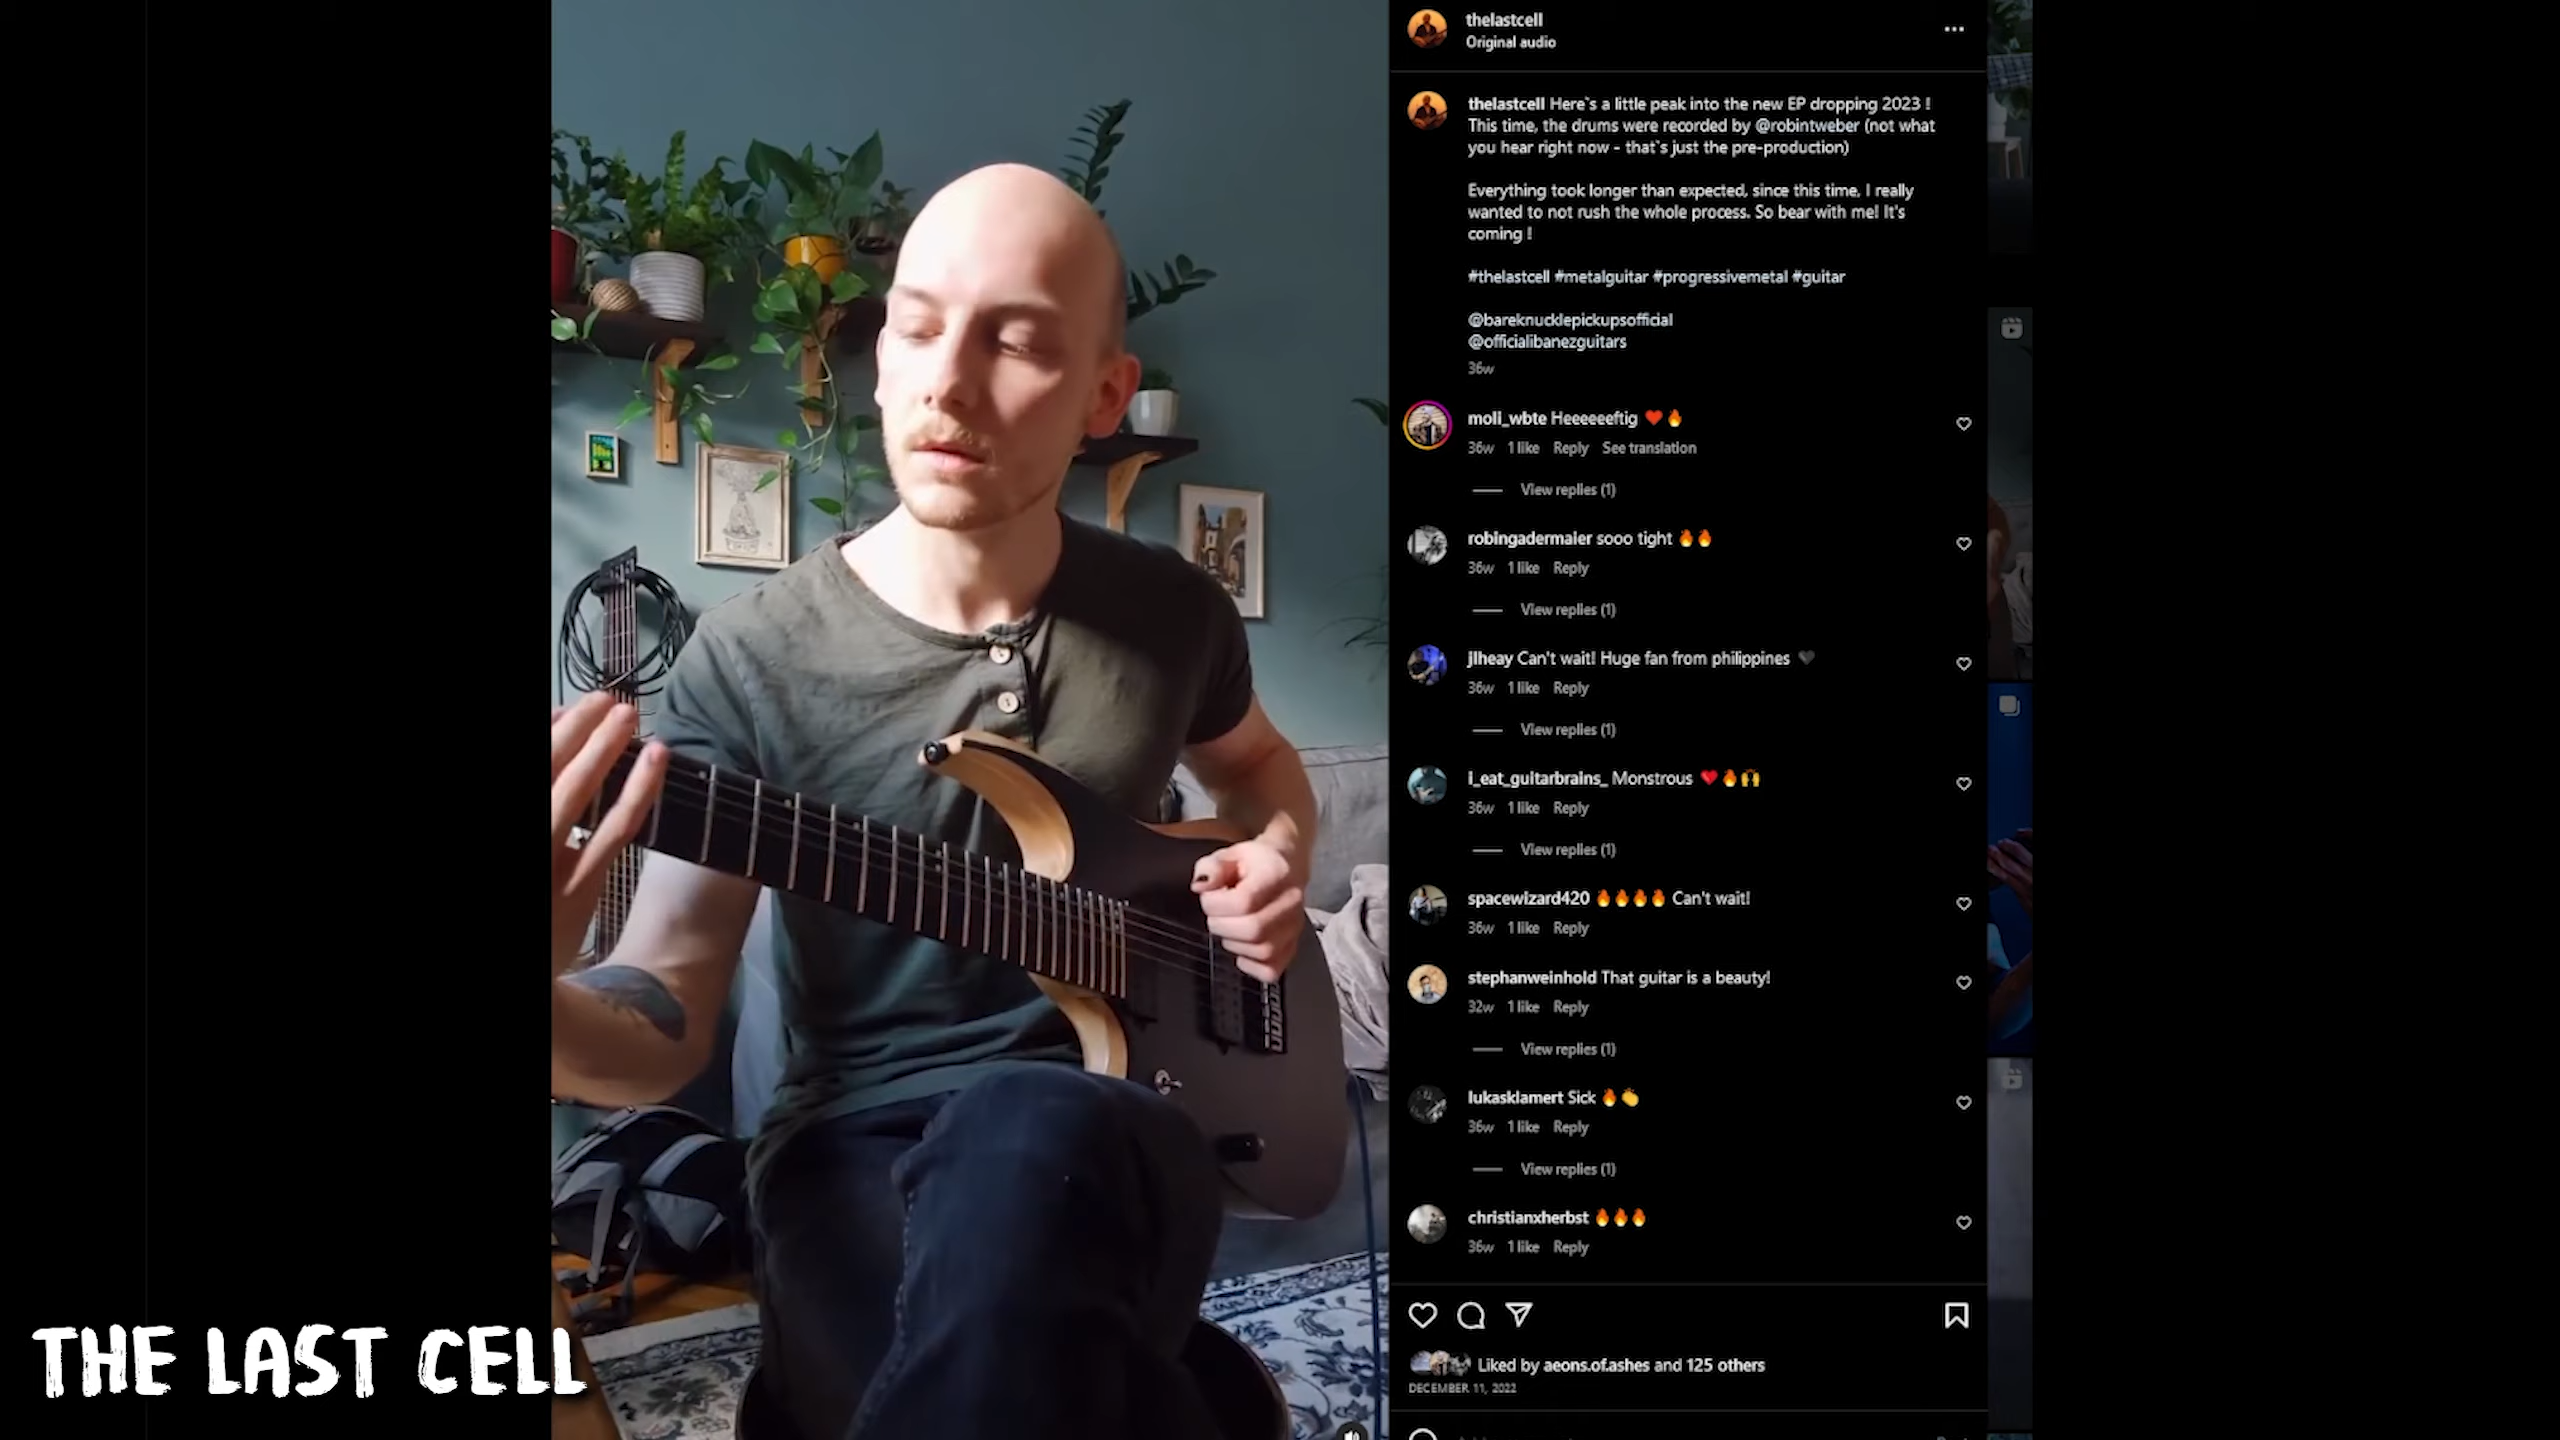 thelastcell
Original audio
thelastcell Here`s a little peak into the new EP dropping 2023 !
This time, the drums were recorded by @robintweber (not what
you hear right now - that`s just the pre-production)
Everything took longer than expected, since this time, I really
wanted to not rush the whole process. So bear with me! It's
coming !
#thelastcell #metalguitar #progressivemetal #guitar
@bareknucklepickupsofficial
@officialibanezguitars
36w
moli_wbte Heeeeeeftig ❤️🔥
36w 1 like Reply See translation
View replies (1)
robingadermaier sooo tight 🔥🔥
36w 1 like Reply
View replies (1)
jlheay Can't wait! Huge fan from philippines 🖤
36w 1 like Reply
View replies (1)
i_eat_guitarbrains_ Monstrous ❤️🔥🙌
36w 1 like Reply
View replies (1)
spacewizard420 🔥🔥🔥🔥 Can't wait!
36w 1 like Reply
stephanweinhold That guitar is a beauty!
32w 1 like Reply
View replies (1)
lukasklamert Sick 🔥👏
36w 1 like Reply
View replies (1)
christianxherbst 🔥🔥🔥
36w 1 like Reply
Liked by aeons.of.ashes and 125 others
DECEMBER 11, 2022
THE LAST CELL